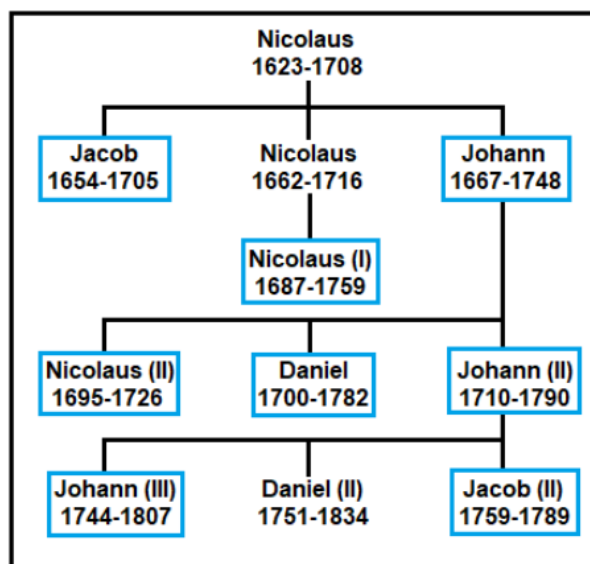 Nicolaus
1623-1708
Jacob
1654-1705
Nicolaus
1662-1716
Johann
1667-1748
Nicolaus (I)
1687-1759
Nicolaus (II)
1695-1726
Daniel
1700-1782
Johann (II)
1710-1790
Johann (III)
1744-1807
Daniel (II)
1751-1834
Jacob (II)
1759-1789